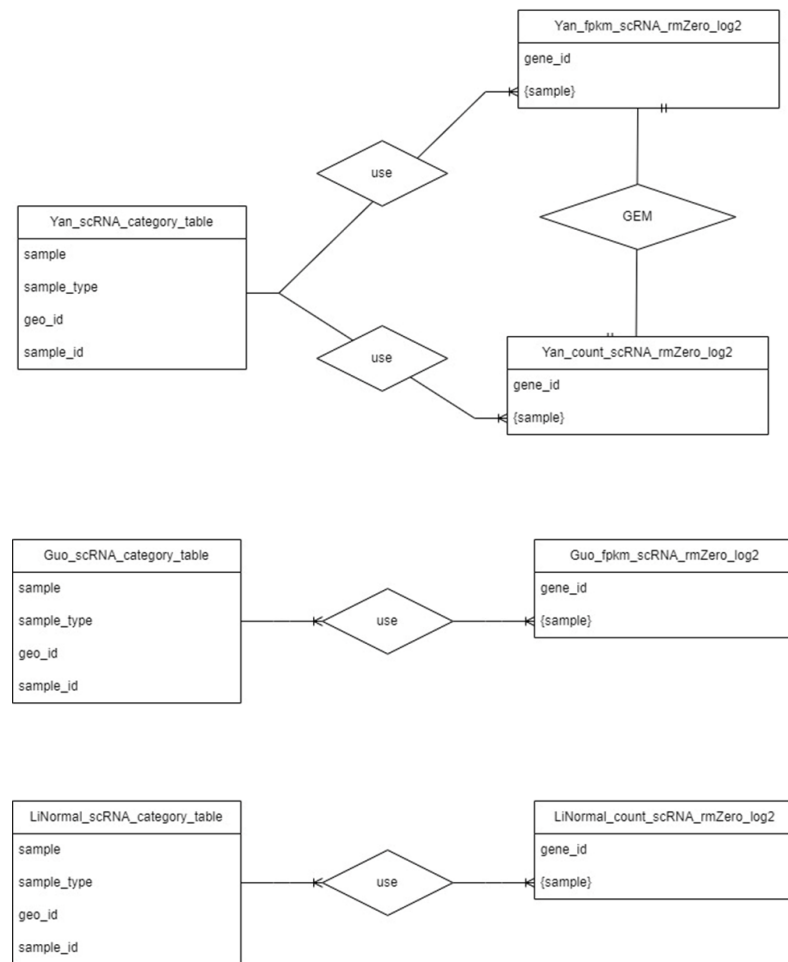 Yan_fpkm_scRNA_rmZero_log2
gene_id
{sample}
use
Yan_scRNA_category_table
sample
sample_type
geo_id
sample_id
GEM
use
Yan_count_scRNA_rmZero_log2
gene_id
{sample}
Guo_scRNA_category_table
sample
sample_type
geo_id
sample_id
use
Guo_fpkm_scRNA_rmZero_log2
gene_id
{sample}
LiNormal_scRNA_category_table
sample
sample_type
geo_id
sample_id
use
LiNormal_count_scRNA_rmZero_log2
gene_id
{sample}